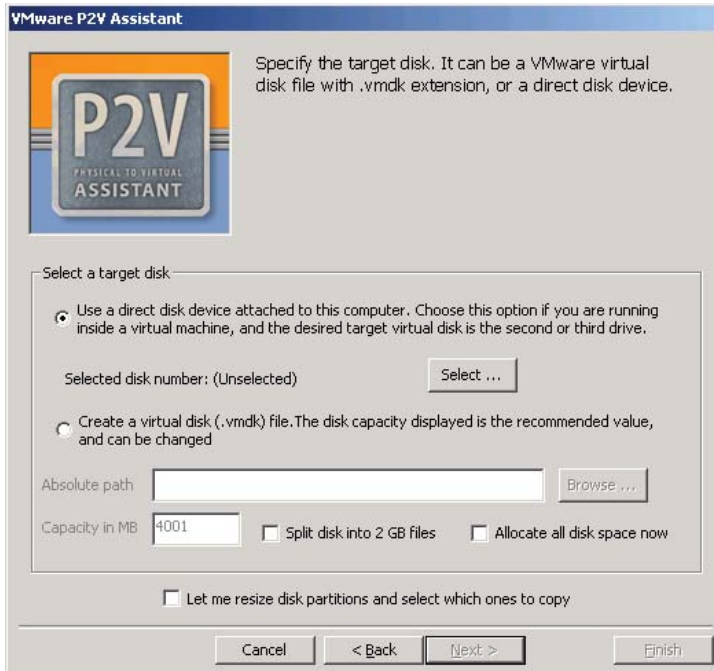 VMware P2V Assistant
Specify the target disk. It can be a VMware virtual
disk file with .vmdk extension, or a direct disk device.
P2V
PHYSICAL TO VIRTUAL
ASSISTANT
Select a target disk
Use a direct disk device attached to this computer. Choose this option if you are running
inside a virtual machine, and the desired target virtual disk is the second or third drive.
Selected disk number: (Unselected)
Select ...
Create a virtual disk (.vmdk) file.The disk capacity displayed is the recommended value,
and can be changed
Absolute path
Browse ...
Capacity in MB
4001
Split disk into 2 GB files
Allocate all disk space now
Let me resize disk partitions and select which ones to copy
Cancel
< Back
Next >
Finish